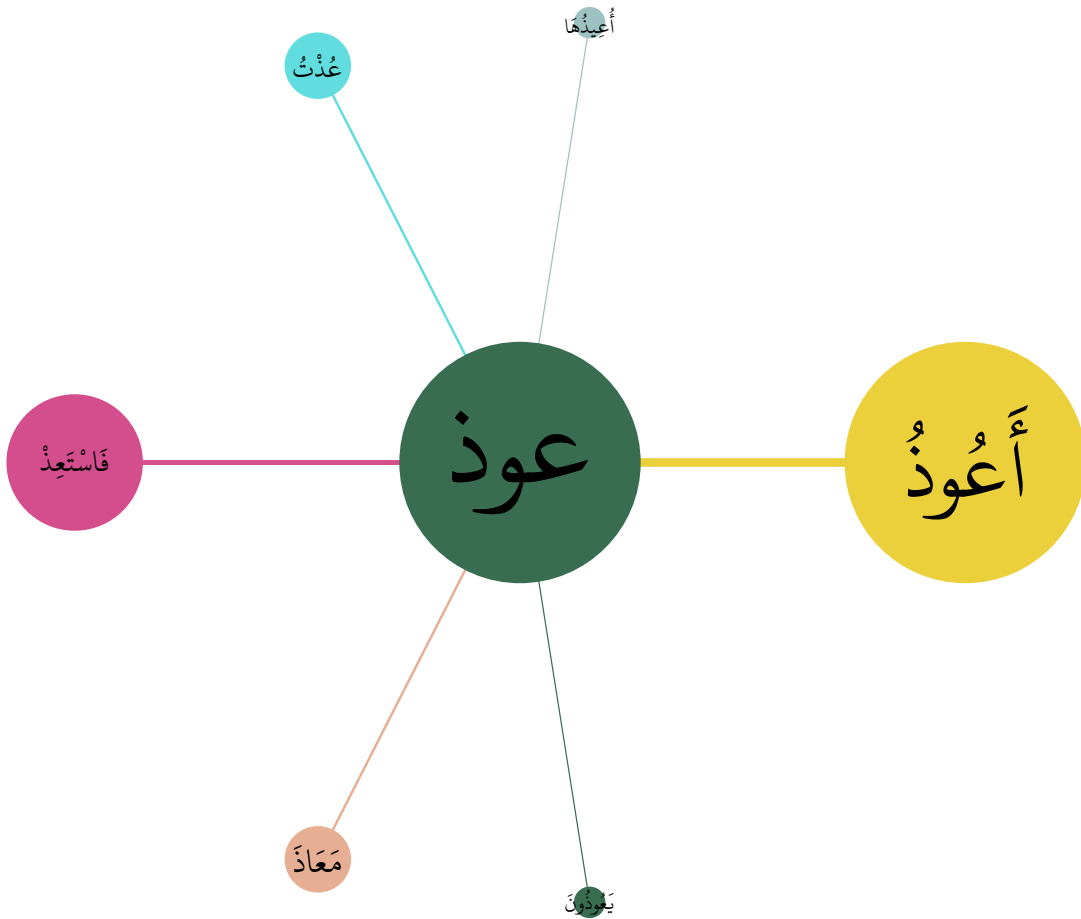 أُعِيذُهَا
عُذْتُ
أَعُوذُ
عوذ
فَاسْتَعِذْ
مَعَاذَ
يَعُوذُونَ